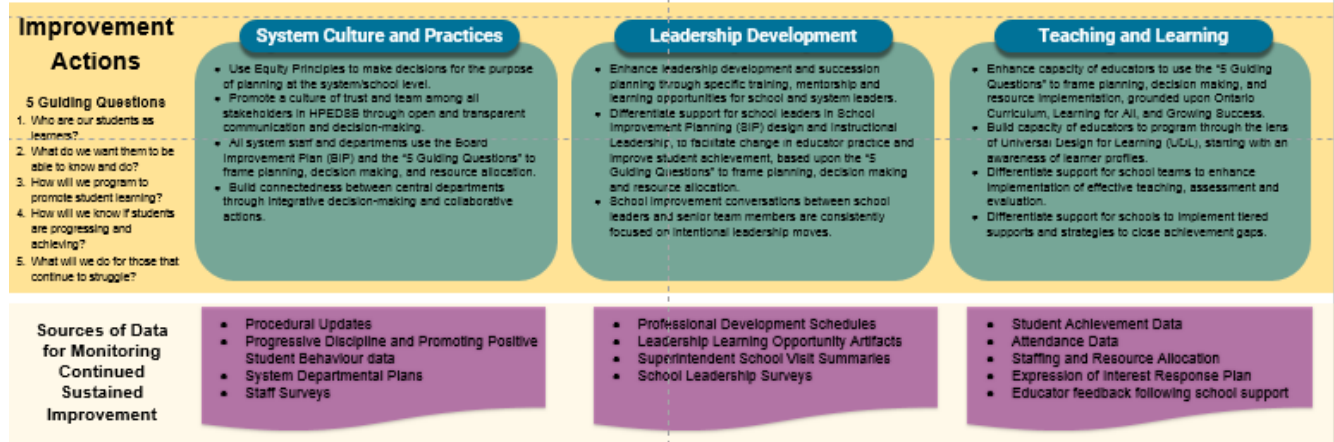 Improvement
Actions
5 Guiding Questions
1. Who are our students as
learners?
2. What do we want them to be
able to know and do?
3. How will we program to
promote student learning?
4. How will we know if students
are progressing and
achieving?
5. What will we do for those that
continue to struggle?
System Culture and Practices
• Use Equity Principles to make decisions for the purpose
of planning at the system/school level.
• Promote a culture of trust and team among all
stakeholders in HPEDSB through open and transparent
communication and decision-making.
• All system staff and departments use the Board
Improvement Plan (BIP) and the "5 Guiding Questions" to
frame planning, decision making, and resource allocation.
• Build connectedness between central departments
through integrative decision-making and collaborative
actions.
Leadership Development
• Enhance leadership development and succession
planning through specific training, mentorship and
learning opportunities for school and system leaders.
• Differentiate support for school leaders in School
Improvement Planning (SIP) design and Instructional
Leadership, to facilitate change in educator practice and
improve student achievement, based upon the "5
Guiding Questions" to frame planning, decision making
and resource allocation.
• School improvement conversations between school
leaders and senior team members are consistently
focused on intentional leadership moves.
Teaching and Learning
• Enhance capacity of educators to use the "5 Guiding
Questions" to frame planning, decision making, and
resource implementation, grounded upon Ontario
Curriculum, Learning for All, and Growing Success.
• Build capacity of educators to program through the lens
of Universal Design for Learning (UDL), starting with an
awareness of learner profiles.
• Differentiate support for school teams to enhance
implementation of effective teaching, assessment and
evaluation.
• Differentiate support for schools to implement tiered
supports and strategies to close achievement gaps.
Sources of Data
for Monitoring
Continued
Sustained
Improvement
• Procedural Updates
• Progressive Discipline and Promoting Positive
Student Behaviour data
• System Departmental Plans
• Staff Surveys
• Professional Development Schedules
• Leadership Learning Opportunity Artifacts
• Superintendent School Visit Summaries
• School Leadership Surveys
• Student Achievement Data
• Attendance Data
• Staffing and Resource Allocation
• Expression of Interest Response Plan
• Educator feedback following school support